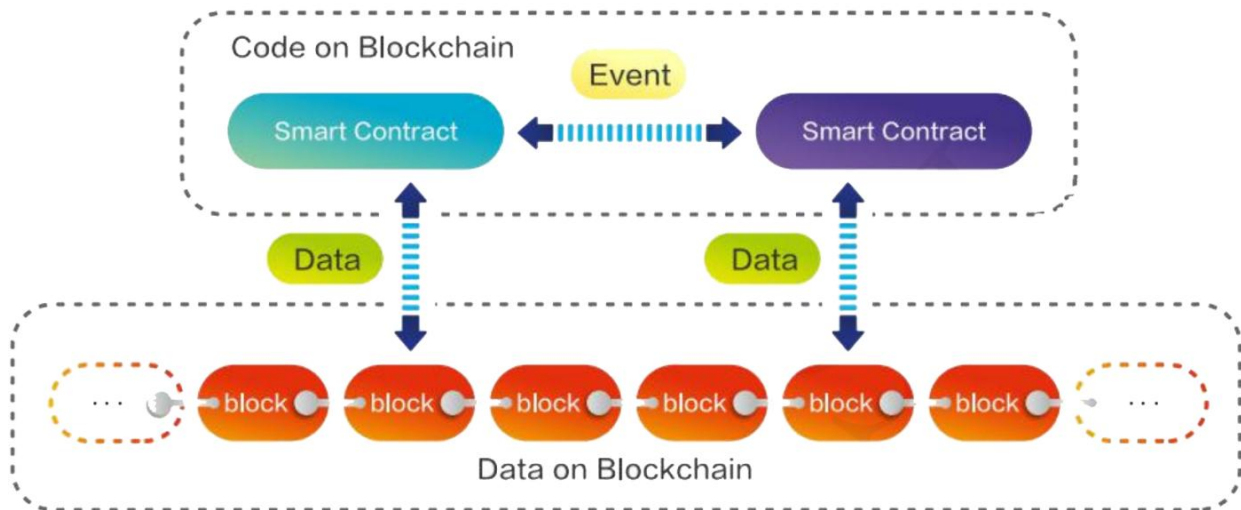 Code on Blockchain
Event
Smart Contract
Smart Contract
Data
Data
...
block
block
block
block
block
block
...
Data on Blockchain